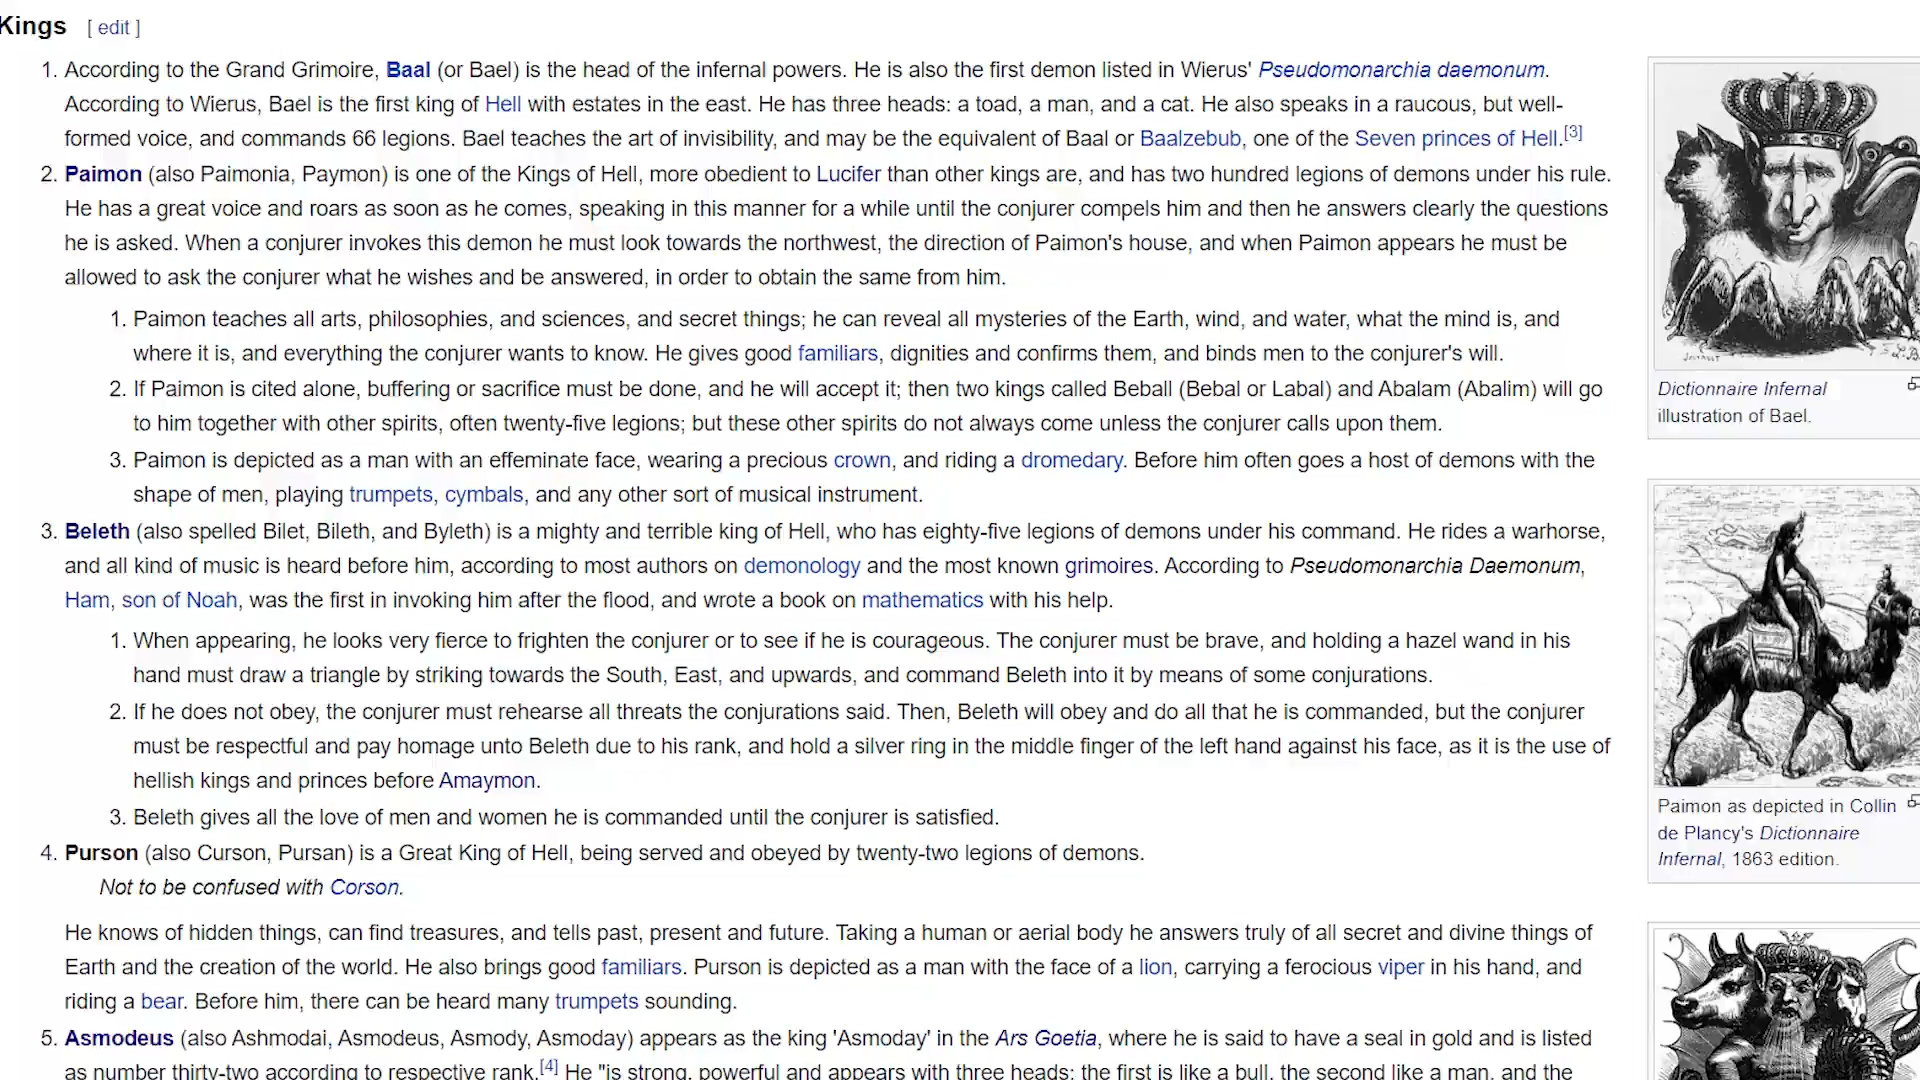 Kings [ edit ]
1. According to the Grand Grimoire, Baal (or Bael) is the head of the infernal powers. He is also the first demon listed in Wierus' Pseudomonarchia daemonum.
According to Wierus, Bael is the first king of Hell with estates in the east. He has three heads: a toad, a man, and a cat. He also speaks in a raucous, but well-
formed voice, and commands 66 legions. Bael teaches the art of invisibility, and may be the equivalent of Baal or Baalzebub, one of the Seven princes of Hell.[3]
2. Paimon (also Paimonia, Paymon) is one of the Kings of Hell, more obedient to Lucifer than other kings are, and has two hundred legions of demons under his rule.
He has a great voice and roars as soon as he comes, speaking in this manner for a while until the conjurer compels him and then he answers clearly the questions
he is asked. When a conjurer invokes this demon he must look towards the northwest, the direction of Paimon's house, and when Paimon appears he must be
allowed to ask the conjurer what he wishes and be answered, in order to obtain the same from him.
1. Paimon teaches all arts, philosophies, and sciences, and secret things; he can reveal all mysteries of the Earth, wind, and water, what the mind is, and
where it is, and everything the conjurer wants to know. He gives good familiars, dignities and confirms them, and binds men to the conjurer's will.
2. If Paimon is cited alone, buffering or sacrifice must be done, and he will accept it; then two kings called Beball (Bebal or Labal) and Abalam (Abalim) will go
to him together with other spirits, often twenty-five legions; but these other spirits do not always come unless the conjurer calls upon them.
3. Paimon is depicted as a man with an effeminate face, wearing a precious crown, and riding a dromedary. Before him often goes a host of demons with the
shape of men, playing trumpets, cymbals, and any other sort of musical instrument.
3. Beleth (also spelled Bilet, Bileth, and Byleth) is a mighty and terrible king of Hell, who has eighty-five legions of demons under his command. He rides a warhorse,
and all kind of music is heard before him, according to most authors on demonology and the most known grimoires. According to Pseudomonarchia Daemonum,
Ham, son of Noah, was the first in invoking him after the flood, and wrote a book on mathematics with his help.
1. When appearing, he looks very fierce to frighten the conjurer or to see if he is courageous. The conjurer must be brave, and holding a hazel wand in his
hand must draw a triangle by striking towards the South, East, and upwards, and command Beleth into it by means of some conjurations.
2. If he does not obey, the conjurer must rehearse all threats the conjurations said. Then, Beleth will obey and do all that he is commanded, but the conjurer
must be respectful and pay homage unto Beleth due to his rank, and hold a silver ring in the middle finger of the left hand against his face, as it is the use of
hellish kings and princes before Amaymon.
3. Beleth gives all the love of men and women he is commanded until the conjurer is satisfied.
4. Purson (also Curson, Pursan) is a Great King of Hell, being served and obeyed by twenty-two legions of demons.
Not to be confused with Corson.
He knows of hidden things, can find treasures, and tells past, present and future. Taking a human or aerial body he answers truly of all secret and divine things of
Earth and the creation of the world. He also brings good familiars. Purson is depicted as a man with the face of a lion, carrying a ferocious viper in his hand, and
riding a bear. Before him, there can be heard many trumpets sounding.
5. Asmodeus (also Ashmodai, Asmodeus, Asmody, Asmoday) appears as the king 'Asmoday' in the Ars Goetia, where he is said to have a seal in gold and is listed
as number thirty-two according to respective rank.[4] He "is strong, powerful and appears with three heads; the first is like a bull, the second like a man, and the
Dictionnaire Infernal
illustration of Bael.
Paimon as depicted in Collin
de Plancy's Dictionnaire
Infernal, 1863 edition.